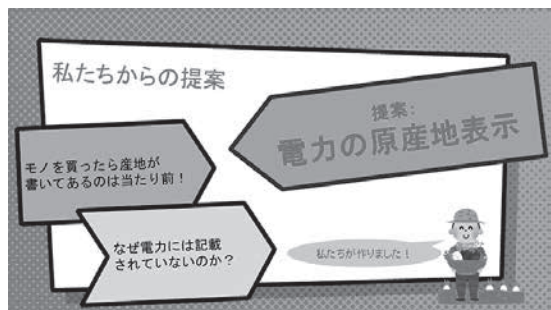 私たちからの提案
提案:
電力の原産地表示
モノを買ったら産地が
書いてあるのは当たり前!
なぜ電力には記載
されていないのか?
私たちが作りました!